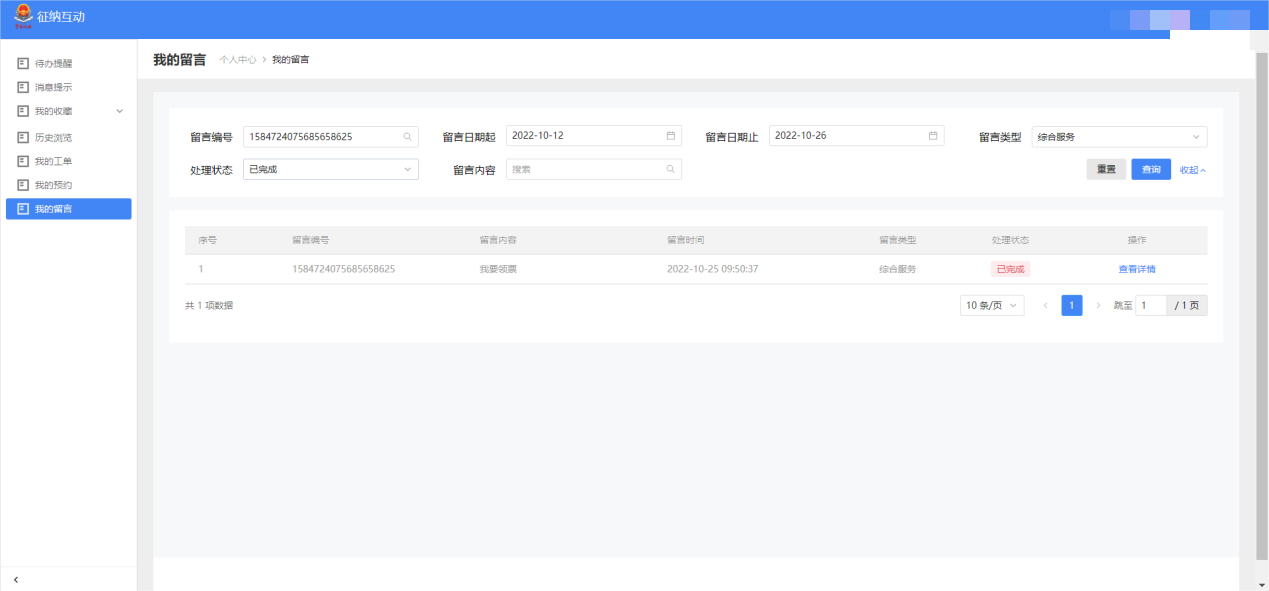 征纳互动
待办提醒
消息提示
我的收藏
历史浏览
我的工单
我的预约
我的留言
我的留言 个人中心 > 我的留言
留言编号 1584724075685658625 留言日期起 2022-10-12 留言日期止 2022-10-26 留言类型 综合服务
处理状态 已完成 留言内容 搜索 重置 查询 收起
序号 留言编号 留言内容 留言时间 留言类型 处理状态 操作
1 1584724075685658625 我要领票 2022-10-25 09:50:37 综合服务 已完成 查看详情
共 1 项数据 10 条/页 < 1 > 跳至 1 / 1 页